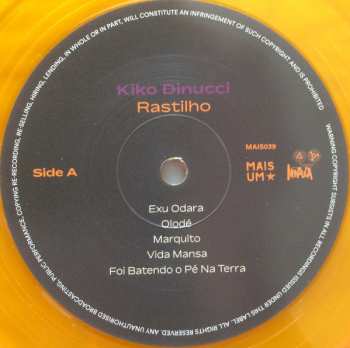 Kiko Dinucci
Rastilho
MAIS039
MAIS
UM★
Side A
Exu Odara
Olodé
Marquito
Vida Mansa
Foi Batendo o Pé Na Terra
WARNING COPYRIGHT SUBSISTS IN ALL RECORDINGS ISSUED UNDER THIS LABEL. ALL RIGHTS RESERVED. ANY UNAUTHORISED BROADCASTING, PUBLIC PERFORMANCE, COPYING RE-RECORDING, RE-SELLING, HIRING, LENDING, IN WHOLE OR IN PART, WILL CONSTITUTE AN INFRINGEMENT OF SUCH COPYRIGHT AND IS PROHIBITED